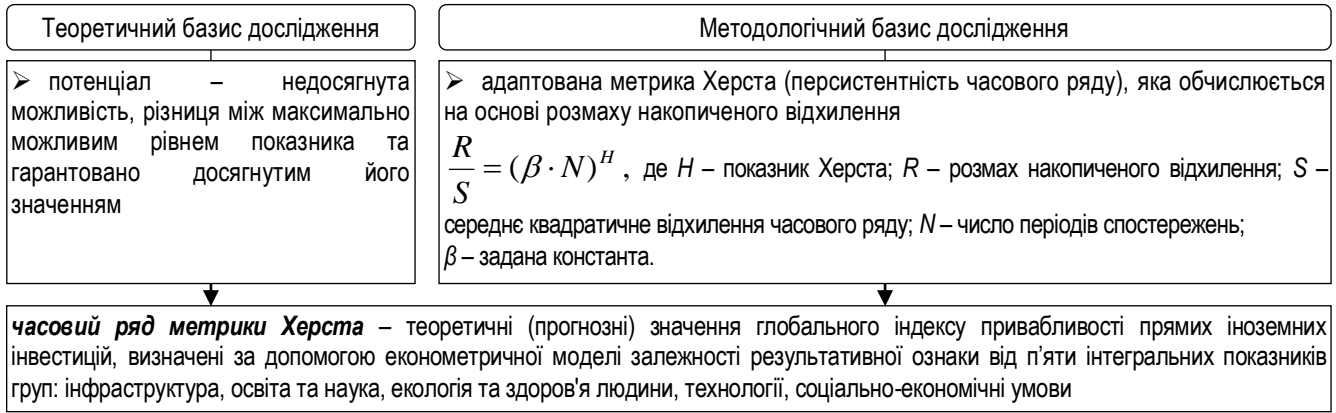 Теоретичний базис дослідження
Методологічний базис дослідження
➢ потенціал – недосягнута
можливість, різниця між максимально
можливим рівнем показника та
гарантовано досягнутим його
значенням
➢ адаптована метрика Херста (персистентність часового ряду), яка обчислюється
на основі розмаху накопиченого відхилення
R/S = (β · N)^H , де H – показник Херста; R – розмах накопиченого відхилення; S –
середнє квадратичне відхилення часового ряду; N – число періодів спостережень;
β – задана константа.
часовий ряд метрики Херста – теоретичні (прогнозні) значення глобального індексу привабливості прямих іноземних
інвестицій, визначені за допомогою економетричної моделі залежності результативної ознаки від п’яти інтегральних показників
груп: інфраструктура, освіта та наука, екологія та здоров'я людини, технології, соціально-економічні умови